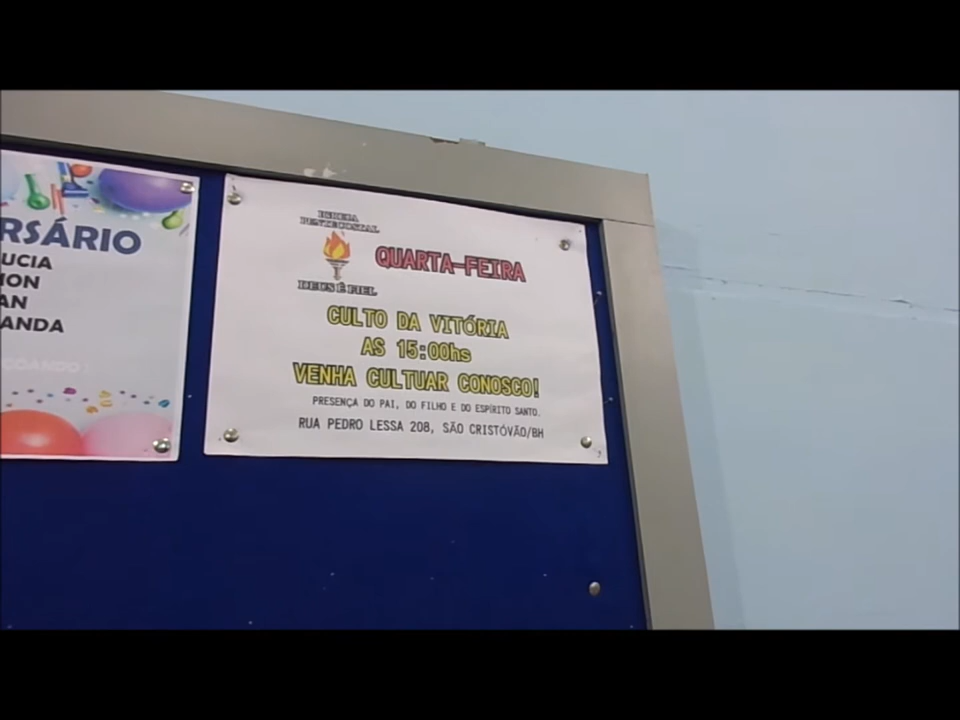 RSÁRIO
UCIA
MON
AN
ANDA
IGREJA
PENTECOSTAL
DEUS É FIEL
QUARTA-FEIRA
CULTO DA VITÓRIA
AS 15:00hs
VENHA CULTUAR CONOSCO!
PRESENÇA DO PAI, DO FILHO E DO ESPÍRITO SANTO.
RUA PEDRO LESSA 208, SÃO CRISTÓVÃO/BH